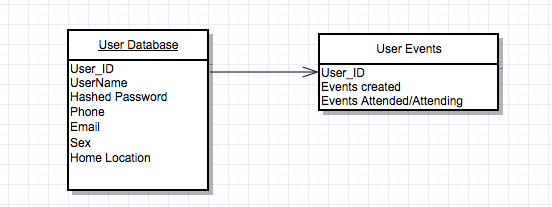 User Database
User_ID
UserName
Hashed Password
Phone
Email
Sex
Home Location
User Events
User_ID
Events created
Events Attended/Attending